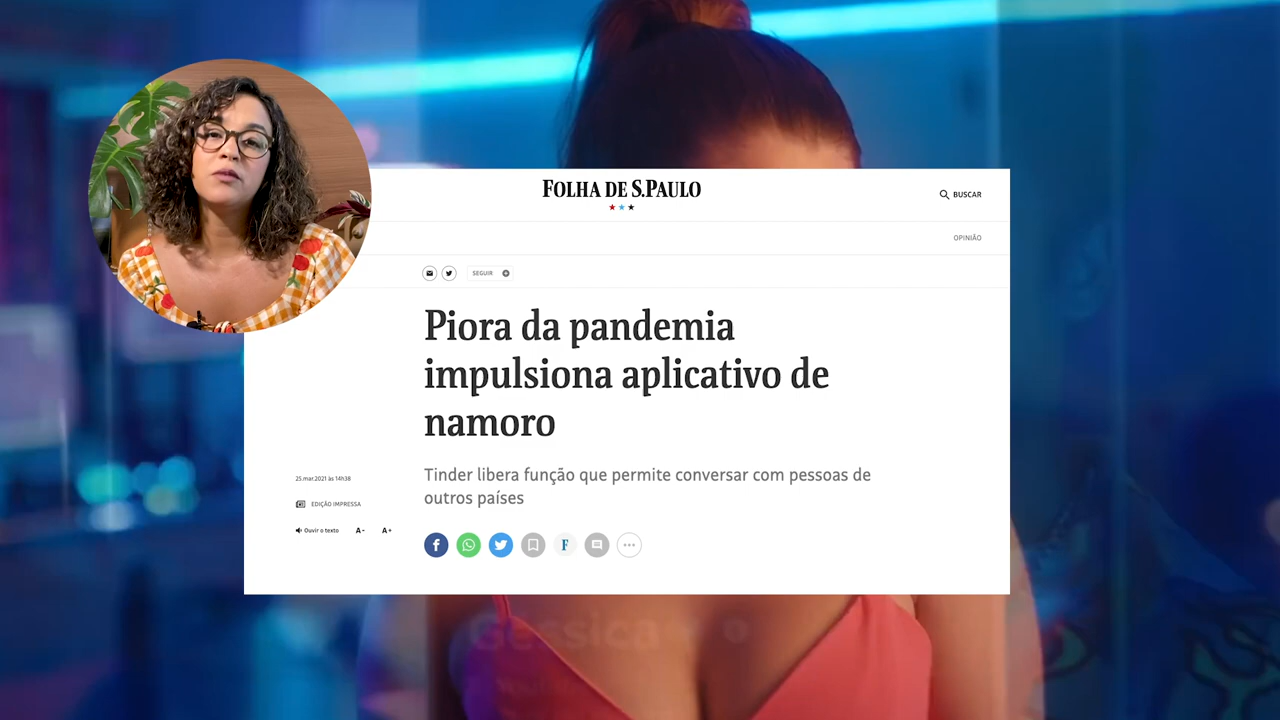 FOLHA DE S.PAULO
BUSCAR
OPINIÃO
SEGUIR
Piora da pandemia
impulsiona aplicativo de
namoro
Tinder libera função que permite conversar com pessoas de
outros países
25.mar.2021 às 14h38
EDIÇÃO IMPRESSA
Ouvir o texto
A-
A+
F
Gessica